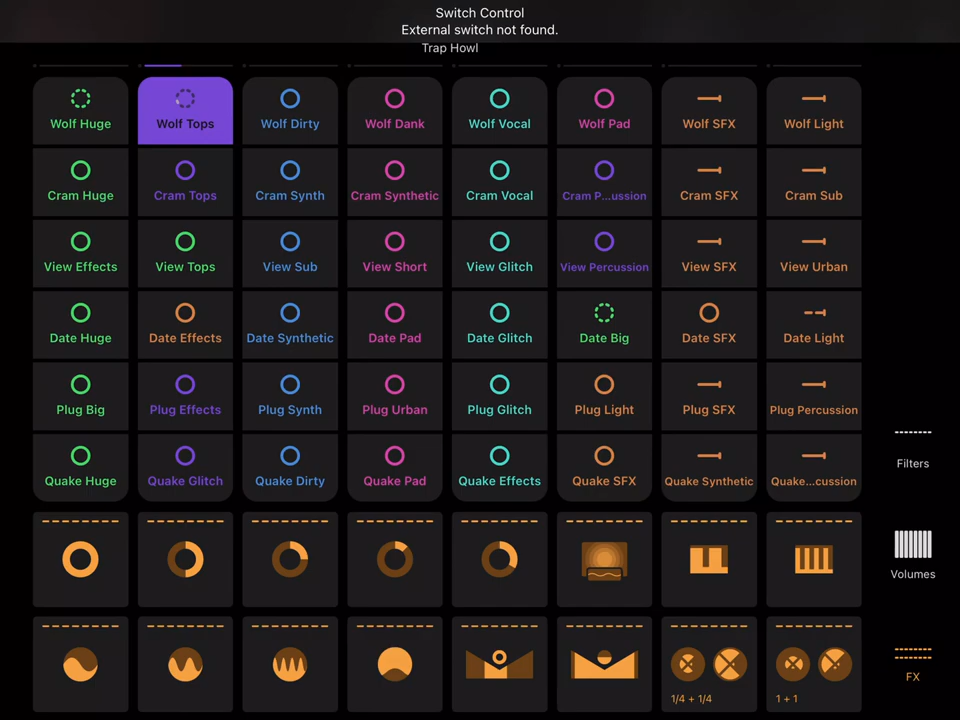 Switch Control
External switch not found.
Trap Howl
Wolf Huge
Wolf Tops
Wolf Dirty
Wolf Dank
Wolf Vocal
Wolf Pad
Wolf SFX
Wolf Light
Cram Huge
Cram Tops
Cram Synth
Cram Synthetic
Cram Vocal
Cram P...ussion
Cram SFX
Cram Sub
View Effects
View Tops
View Sub
View Short
View Glitch
View Percussion
View SFX
View Urban
Date Huge
Date Effects
Date Synthetic
Date Pad
Date Glitch
Date Big
Date SFX
Date Light
Plug Big
Plug Effects
Plug Synth
Plug Urban
Plug Glitch
Plug Light
Plug SFX
Plug Percussion
Filters
Quake Huge
Quake Glitch
Quake Dirty
Quake Pad
Quake Effects
Quake SFX
Quake Synthetic
Quake...cussion
Volumes
FX
1/4 + 1/4
1 + 1